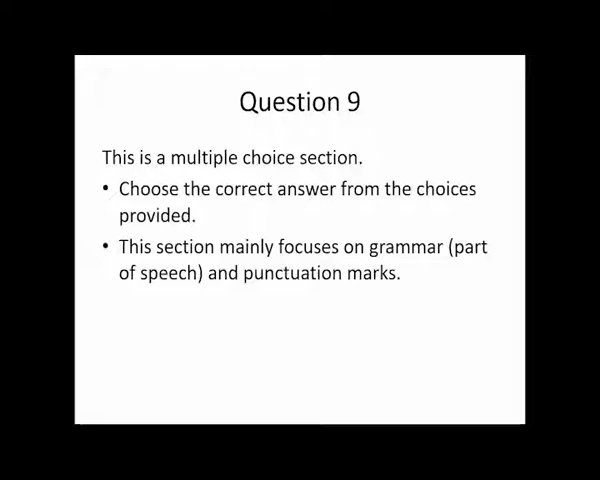 Question 9
This is a multiple choice section.
• Choose the correct answer from the choices
provided.
• This section mainly focuses on grammar (part
of speech) and punctuation marks.